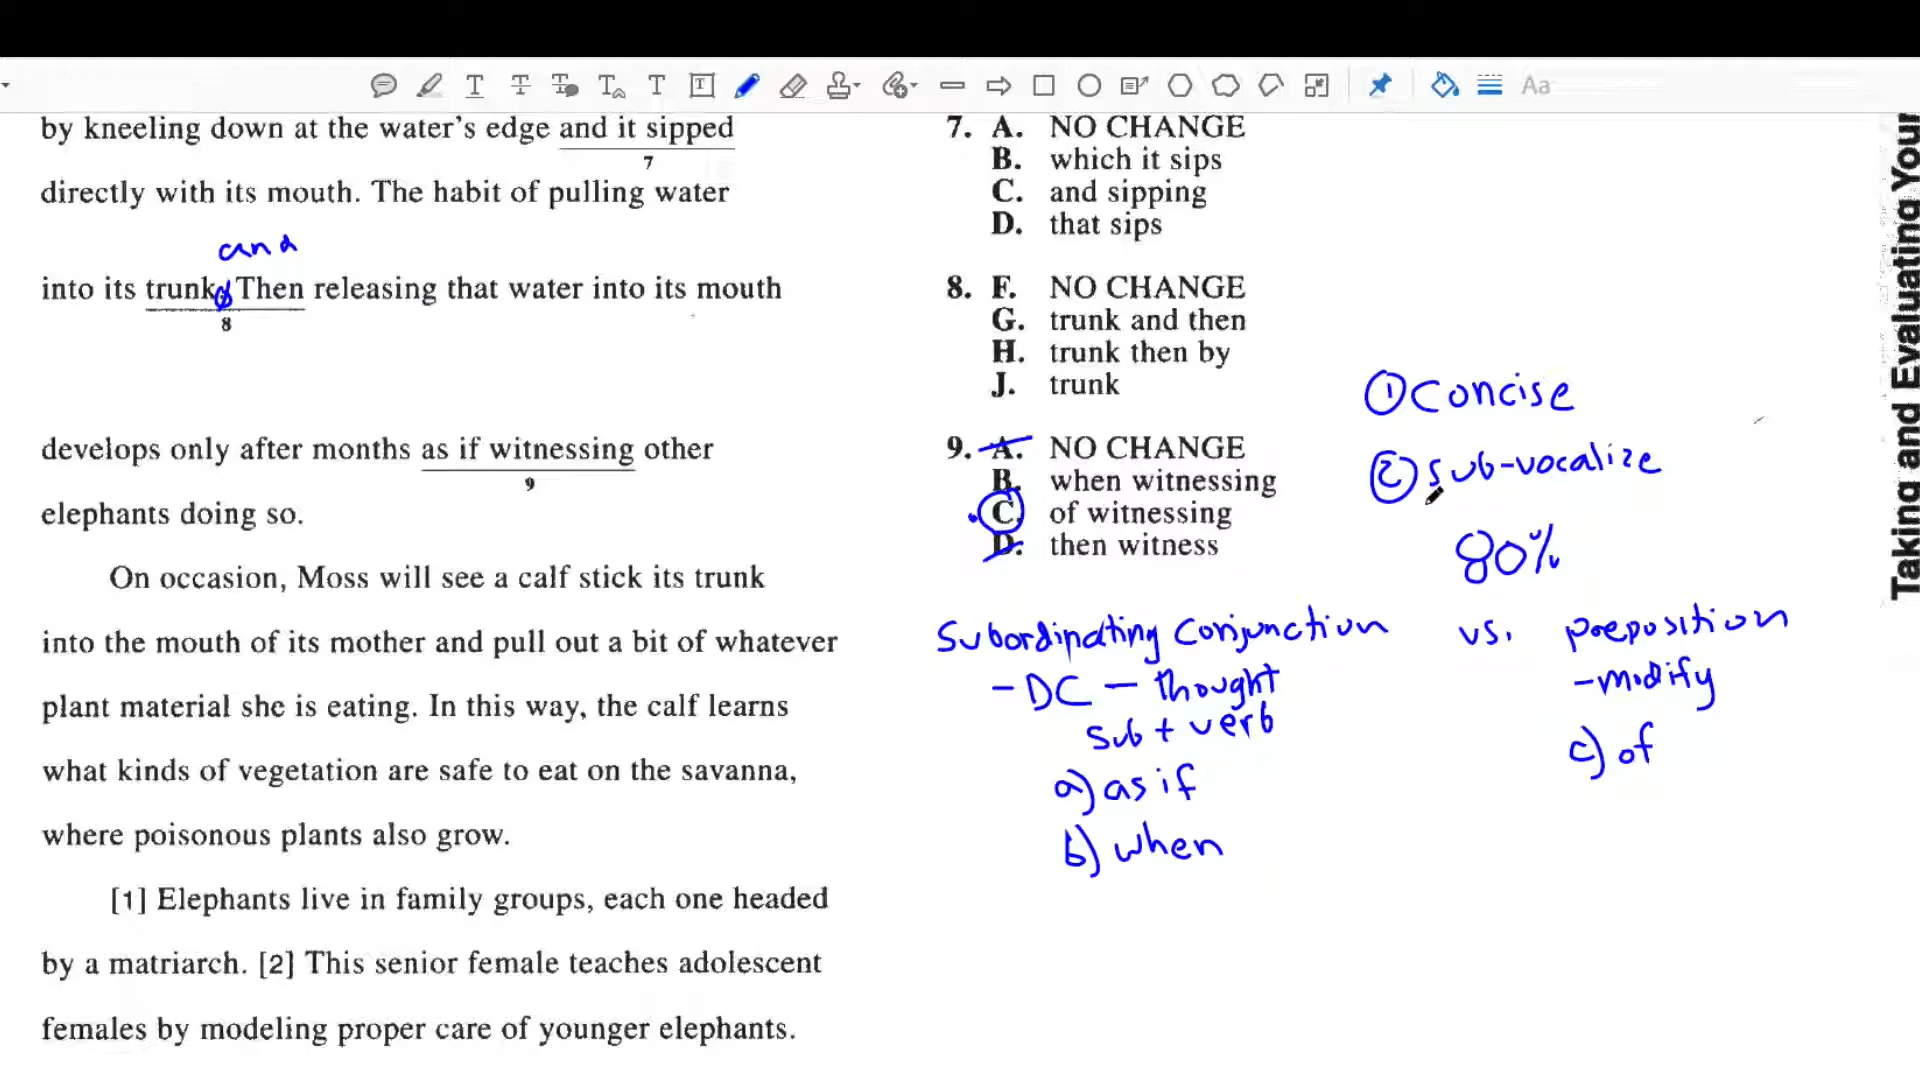 Aa
by kneeling down at the water's edge and it sipped
7
directly with its mouth. The habit of pulling water
and
into its trunk. Then releasing that water into its mouth
8
develops only after months as if witnessing other
9
elephants doing so.
On occasion, Moss will see a calf stick its trunk
into the mouth of its mother and pull out a bit of whatever
plant material she is eating. In this way, the calf learns
what kinds of vegetation are safe to eat on the savanna,
where poisonous plants also grow.
[1] Elephants live in family groups, each one headed
by a matriarch. [2] This senior female teaches adolescent
females by modeling proper care of younger elephants.
7. A. NO CHANGE
B. which it sips
C. and sipping
D. that sips
8. F. NO CHANGE
G. trunk and then
H. trunk then by
J. trunk
9. A. NO CHANGE
B. when witnessing
C. of witnessing
D. then witness
① Concise
② Sub-vocalize
80%
Subordinating Conjunction vs. preposition
- DC - thought
sub + verb
a) as if
b) when
- modify
c) of
Taking and Evaluating Your